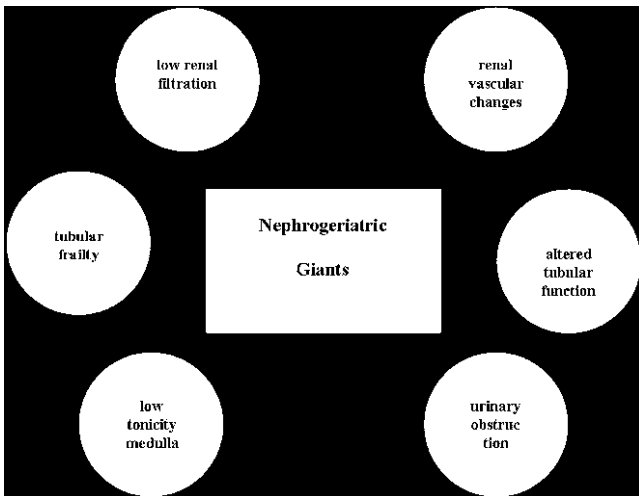 low renal
filtration
renal
vascular
changes
tubular
frailty
Nephrogeriatric
Giants
altered
tubular
function
low
tonicity
medulla
urinary
obstruc
tion